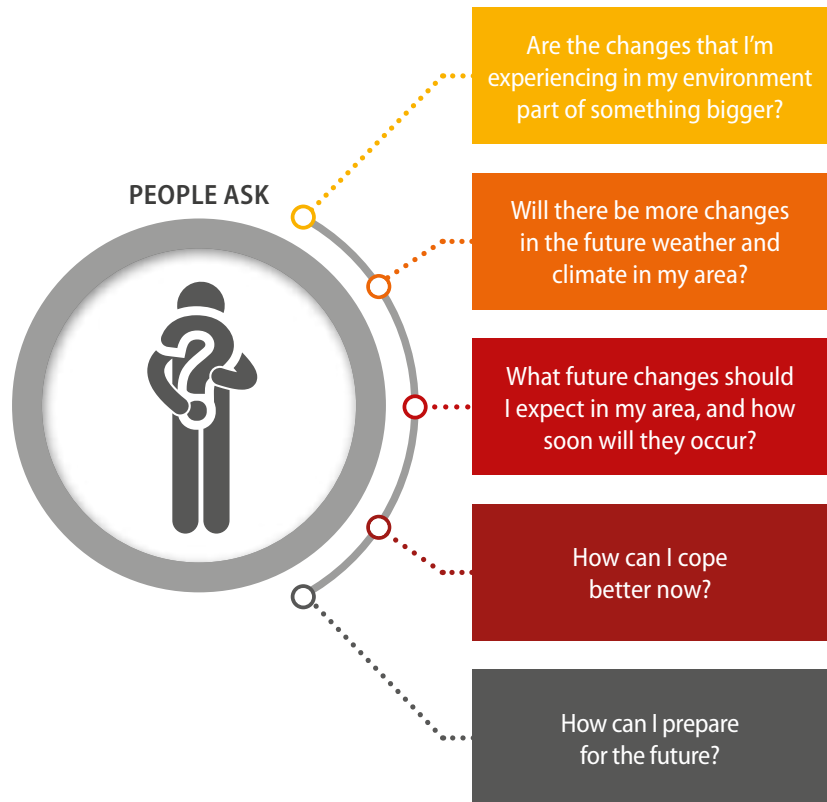 PEOPLE ASK
Are the changes that I'm
experiencing in my environment
part of something bigger?
Will there be more changes
in the future weather and
climate in my area?
What future changes should
I expect in my area, and how
soon will they occur?
How can I cope
better now?
How can I prepare
for the future?